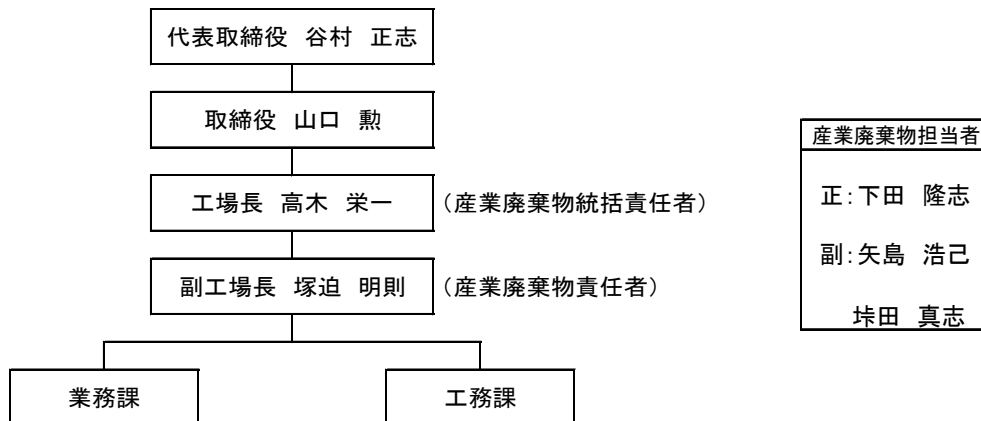 代表取締役 谷村 正志
取締役 山口 勲
工場長 高木 栄一 (産業廃棄物統括責任者)
副工場長 塚迫 明則 (産業廃棄物責任者)
業務課 工務課
産業廃棄物担当者
正:下田 隆志
副:矢島 浩己
垰田 真志